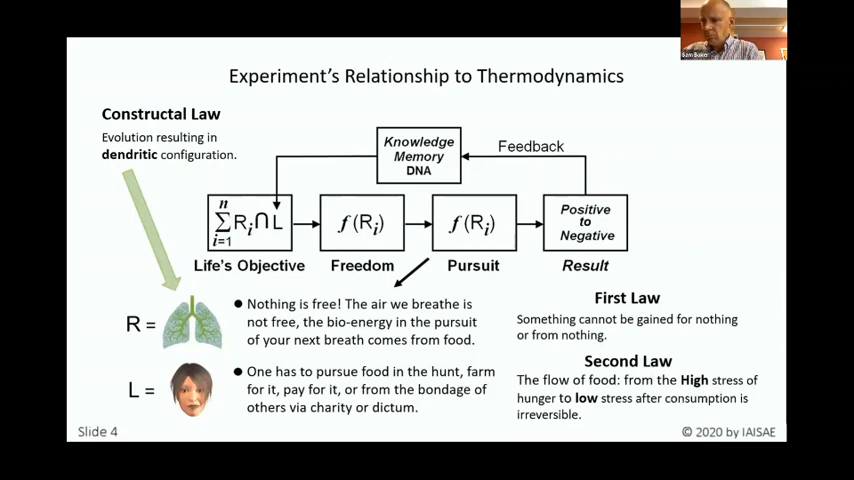 Sam Baker
Experiment's Relationship to Thermodynamics
Constructal Law
Evolution resulting in
dendritic configuration.
Knowledge
Memory
DNA
Feedback
n
∑RᵢՈL
i=1
f(Rᵢ)
f(Rᵢ)
Positive
to
Negative
Life's Objective
Freedom
Pursuit
Result
R =
● Nothing is free! The air we breathe is
not free, the bio-energy in the pursuit
of your next breath comes from food.
L =
● One has to pursue food in the hunt, farm
for it, pay for it, or from the bondage of
others via charity or dictum.
First Law
Something cannot be gained for nothing
or from nothing.
Second Law
The flow of food: from the High stress of
hunger to low stress after consumption is
irreversible.
Slide 4
© 2020 by IAISAE